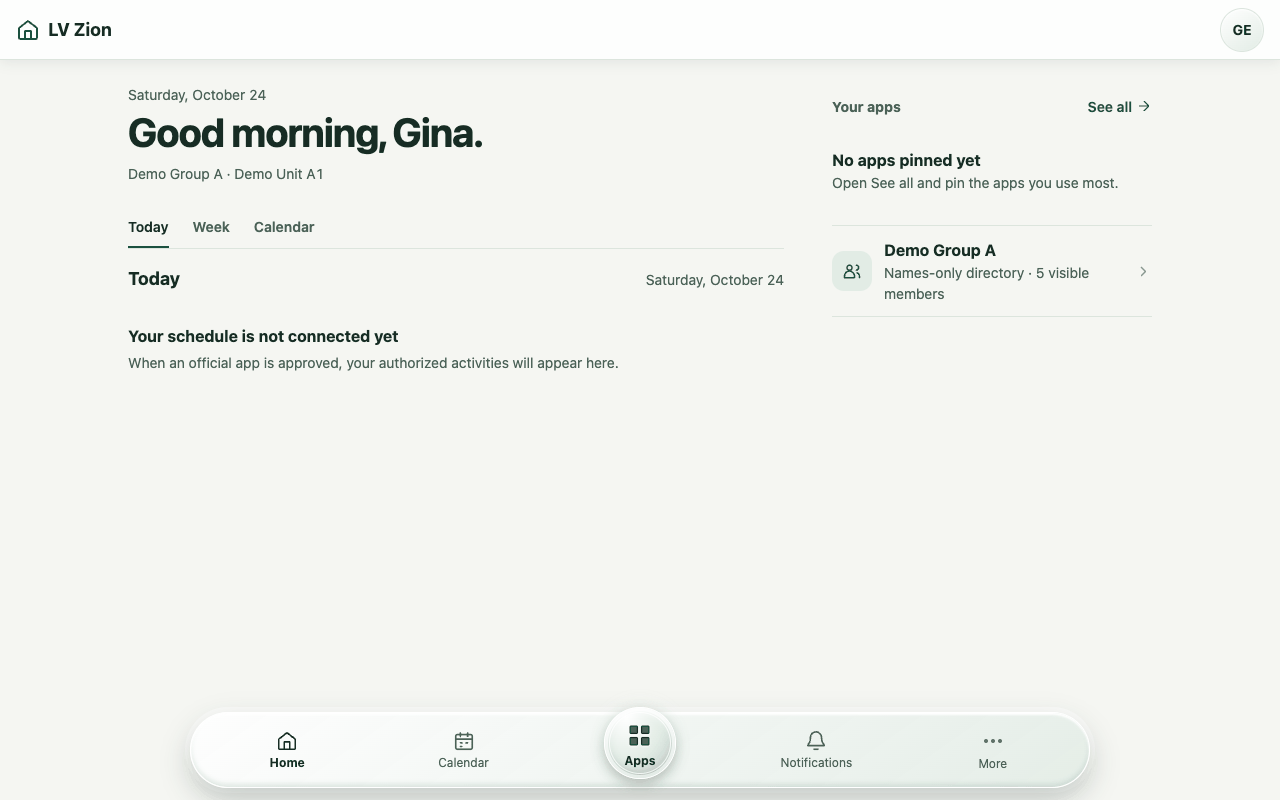 LV Zion
GE
Saturday, October 24
Good morning, Gina.
Demo Group A · Demo Unit A1
Today
Week
Calendar
Today
Saturday, October 24
Your schedule is not connected yet
When an official app is approved, your authorized activities will appear here.
Your apps
See all →
No apps pinned yet
Open See all and pin the apps you use most.
Demo Group A
Names-only directory · 5 visible
members
Home
Calendar
Apps
Notifications
More